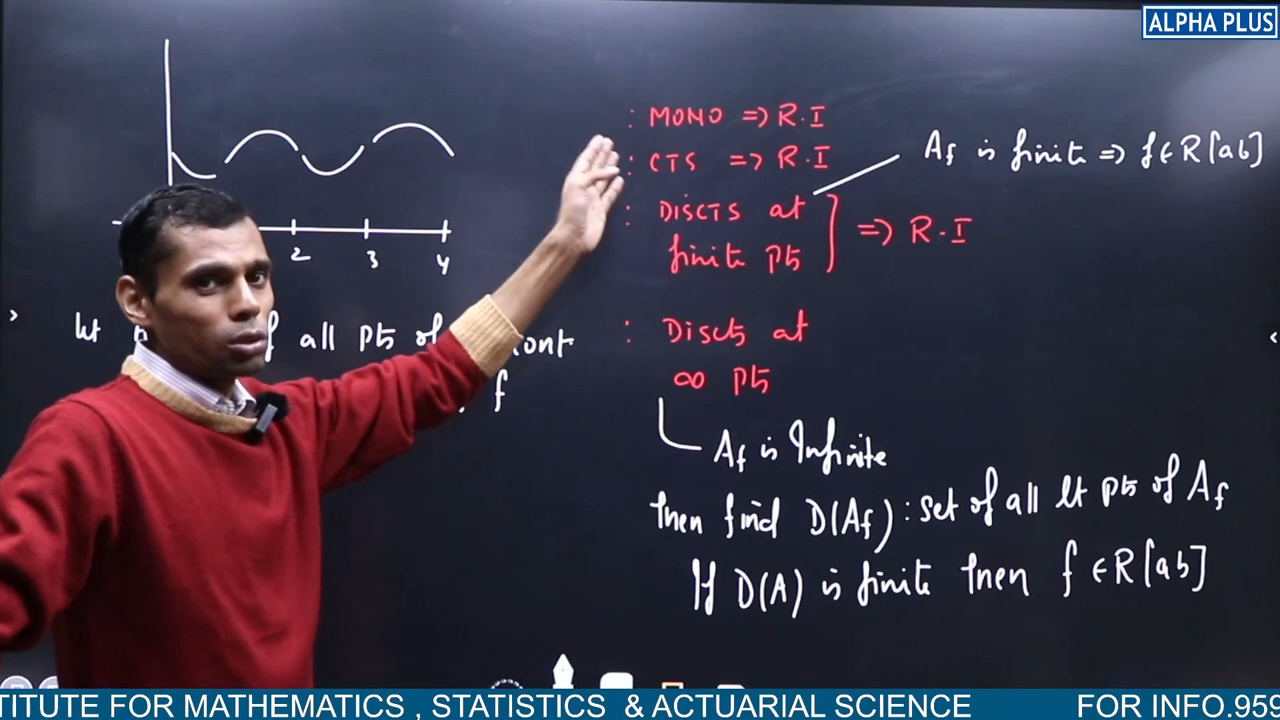 ALPHA PLUS
: MONO => R.I
: CTS => R.I
: DISCTS at
finite pts
=> R.I
Af is finite => f ∈ R[ab]
2 3 4
let
all pts of
f
: Discts at
∞ pts
Af is Infinite
then find D(Af) : set of all lt pts of Af
If D(A) is finite then f ∈ R[ab]
TITUTE FOR MATHEMATICS , STATISTICS & ACTUARIAL SCIENCE FOR INFO.959